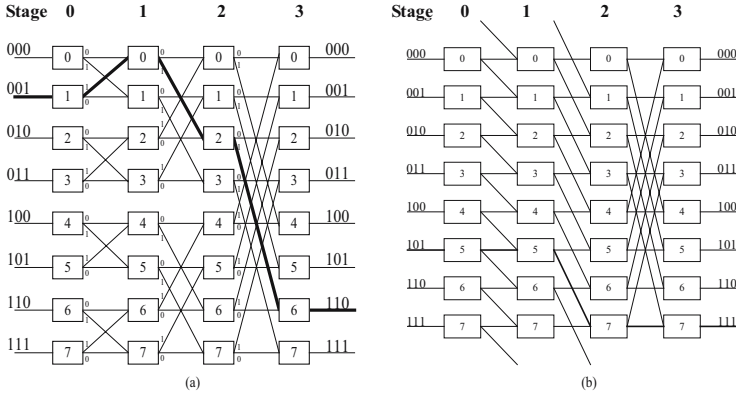 Stage 0 1 2 3
000 0 0 0 0 000
001 1 1 1 1 001
010 2 2 2 2 010
011 3 3 3 3 011
100 4 4 4 4 100
101 5 5 5 5 101
110 6 6 6 6 110
111 7 7 7 7 111
(a)
Stage 0 1 2 3
000 0 0 0 0 000
001 1 1 1 1 001
010 2 2 2 2 010
011 3 3 3 3 011
100 4 4 4 4 100
101 5 5 5 5 101
110 6 6 6 6 110
111 7 7 7 7 111
(b)